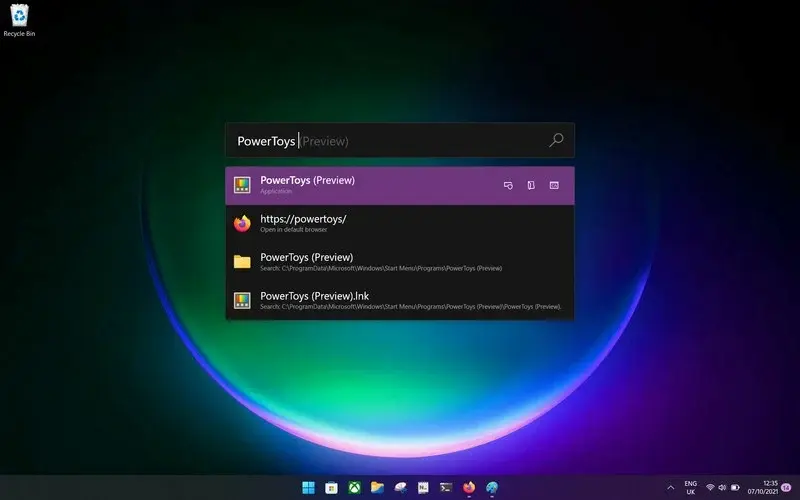 Recycle Bin
PowerToys (Preview)
PowerToys (Preview)
Application
https://powertoys/
Open in default browser
PowerToys (Preview)
Search: C:\ProgramData\Microsoft\Windows\Start Menu\Programs\PowerToys (Preview)
PowerToys (Preview).lnk
Search: C:\ProgramData\Microsoft\Windows\Start Menu\Programs\PowerToys (Preview)\PowerToys (Preview).
ENG
UK
12:35
07/10/2021
14